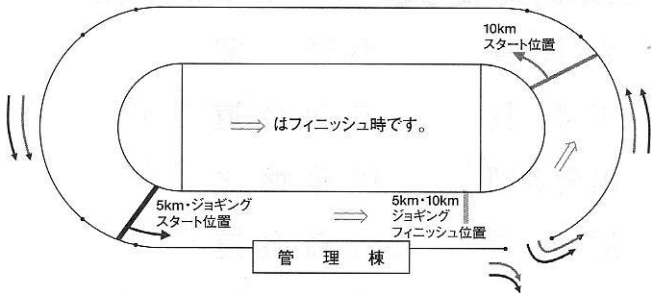 10km
スタート位置
はフィニッシュ時です。
5km・ジョギング
スタート位置
5km・10km
ジョギング
フィニッシュ位置
管理棟